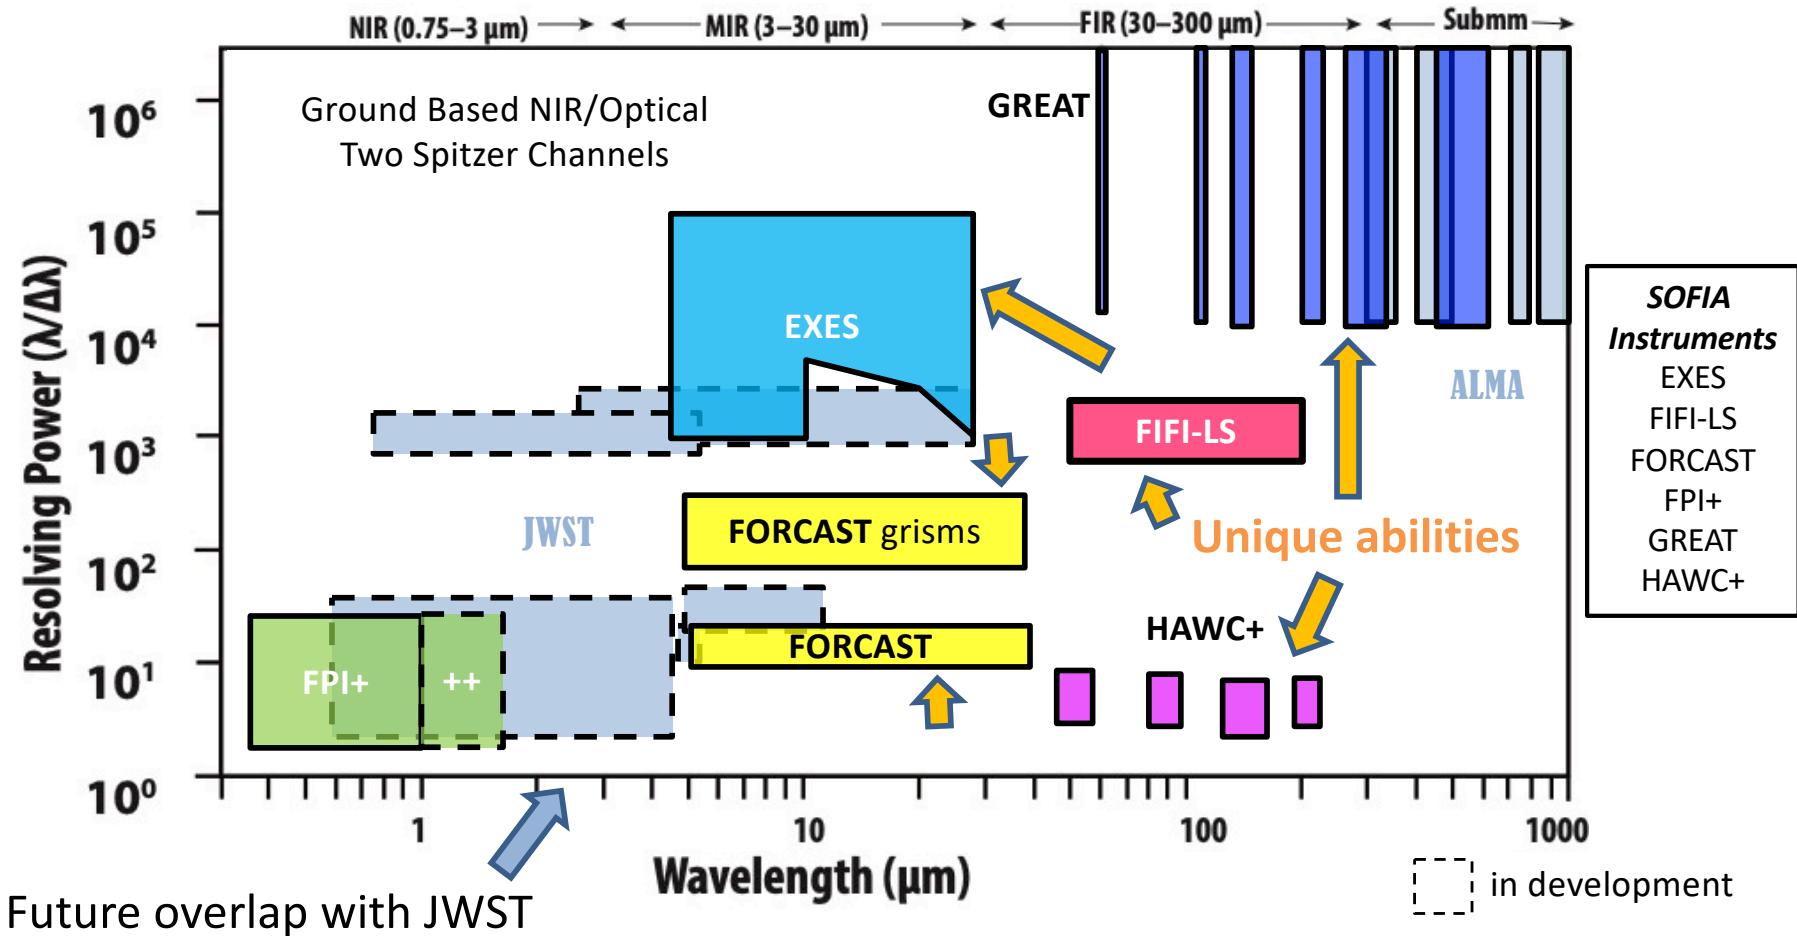 NIR (0.75–3 µm)
MIR (3–30 µm)
FIR (30–300 µm)
Submm
Ground Based NIR/Optical
Two Spitzer Channels
GREAT
EXES
FIFI-LS
ALMA
JWST
FORCAST grisms
Unique abilities
HAWC+
FORCAST
FPI+
++
Resolving Power (λ/Δλ)
10⁶
10⁵
10⁴
10³
10²
10¹
10⁰
1
10
100
1000
Wavelength (µm)
SOFIA
Instruments
EXES
FIFI-LS
FORCAST
FPI+
GREAT
HAWC+
in development
Future overlap with JWST